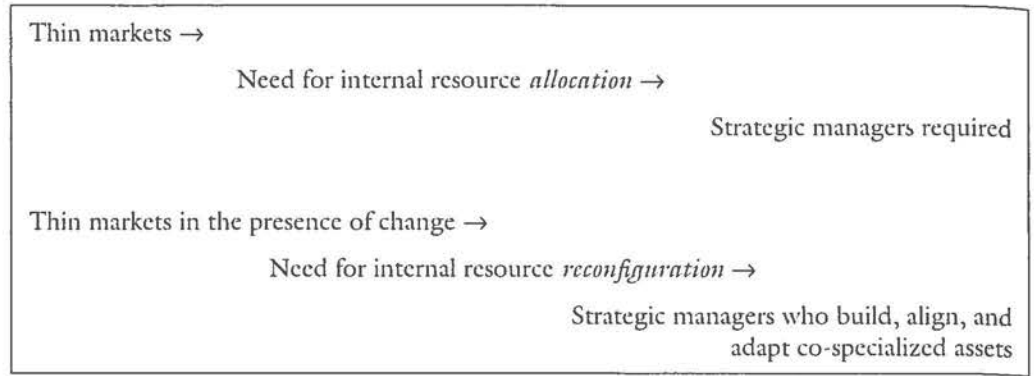 Thin markets →
Need for internal resource allocation →
Strategic managers required
Thin markets in the presence of change →
Need for internal resource reconfiguration →
Strategic managers who build, align, and
adapt co-specialized assets